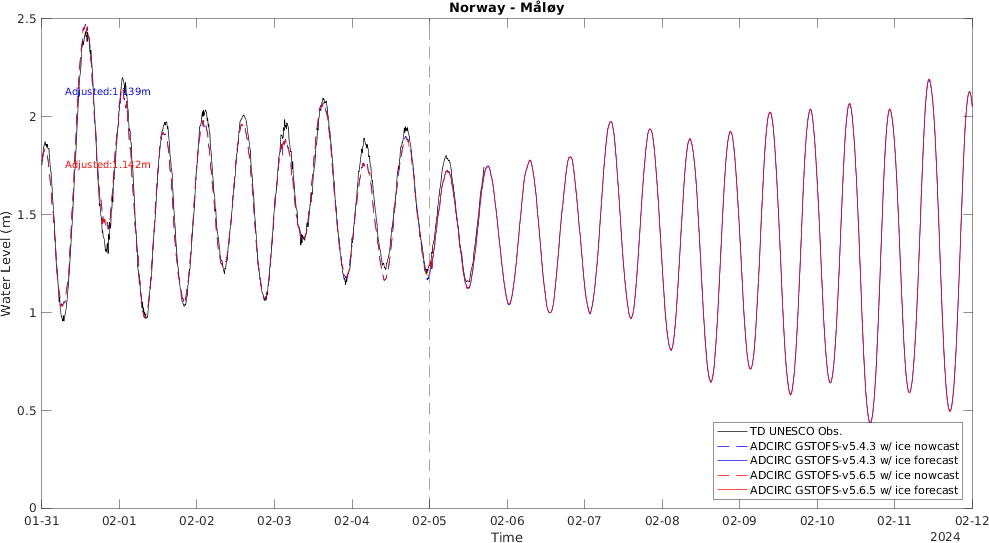 Norway - Måløy
2.5
2
1.5
1
0.5
0
Water Level (m)
Adjusted:1.139m
Adjusted:1.142m
TD UNESCO Obs.
ADCIRC GSTOFS-v5.4.3 w/ ice nowcast
ADCIRC GSTOFS-v5.4.3 w/ ice forecast
ADCIRC GSTOFS-v5.6.5 w/ ice nowcast
ADCIRC GSTOFS-v5.6.5 w/ ice forecast
01-31 02-01 02-02 02-03 02-04 02-05 02-06 02-07 02-08 02-09 02-10 02-11 02-12
Time
2024